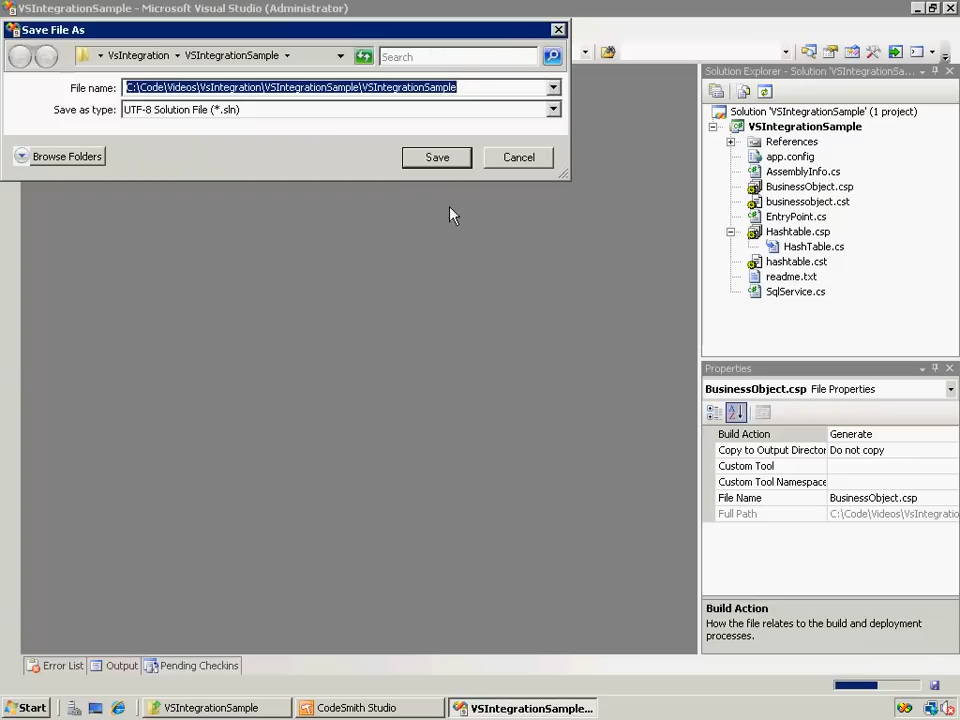 VSIntegrationSample - Microsoft Visual Studio (Administrator)
Save File As
VsIntegration
VSIntegrationSample
Search
File name:
C:\Code\Videos\VsIntegration\VSIntegrationSample\VSIntegrationSample
Save as type:
UTF-8 Solution File (*.sln)
Browse Folders
Save
Cancel
Solution Explorer - Solution 'VSIntegrationSa...
Solution 'VSIntegrationSample' (1 project)
VSIntegrationSample
References
app.config
AssemblyInfo.cs
BusinessObject.csp
businessobject.cst
EntryPoint.cs
Hashtable.csp
HashTable.cs
hashtable.cst
readme.txt
SqlService.cs
Properties
BusinessObject.csp File Properties
Build Action Generate
Copy to Output Director Do not copy
Custom Tool
Custom Tool Namespace
File Name BusinessObject.csp
Full Path C:\Code\Videos\VsIntegratio
Build Action
How the file relates to the build and deployment
processes.
Error List
Output
Pending Checkins
Start
VSIntegrationSample
CodeSmith Studio
VSIntegrationSample...